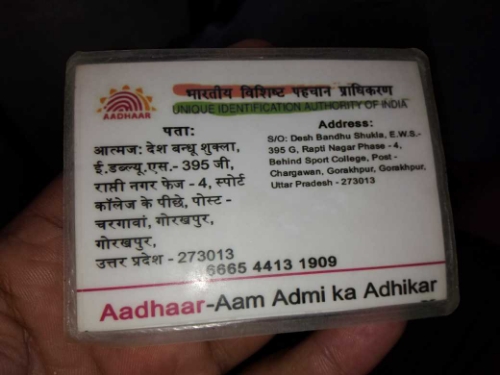 भारतीय विशिष्ट पहचान प्राधिकरण
UNIQUE IDENTIFICATION AUTHORITY OF INDIA
AADHAAR
पता:
आत्मज: देश बन्धु शुक्ला,
ई.डब्ल्यू.एस.- 395 जी,
राप्ती नगर फेज - 4, स्पोर्ट
कॉलेज के पीछे, पोस्ट -
चरगावां, गोरखपुर,
गोरखपुर,
उत्तर प्रदेश - 273013
Address:
S/O: Desh Bandhu Shukla, E.W.S.-
395 G, Rapti Nagar Phase - 4,
Behind Sport College, Post -
Chargawan, Gorakhpur, Gorakhpur,
Uttar Pradesh - 273013
6665 4413 1909
Aadhaar-Aam Admi ka Adhikar